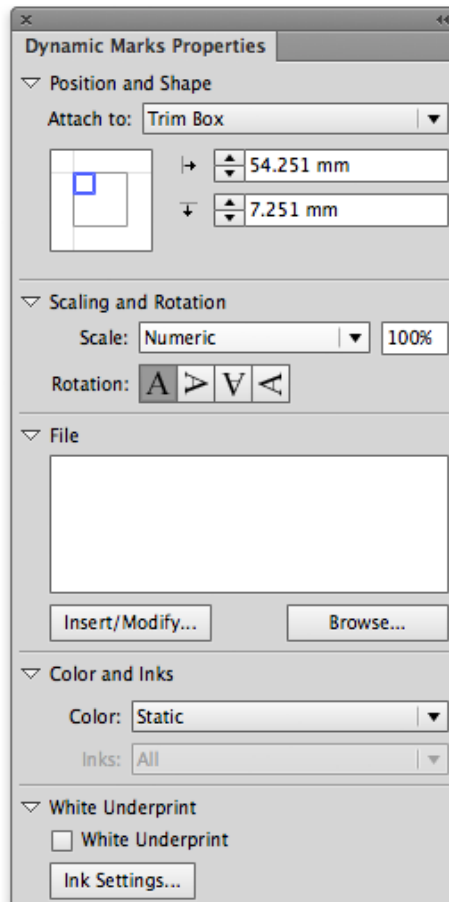 Dynamic Marks Properties
Position and Shape
Attach to: Trim Box
54.251 mm
7.251 mm
Scaling and Rotation
Scale: Numeric 100%
Rotation: A A A A
File
Insert/Modify... Browse...
Color and Inks
Color: Static
Inks: All
White Underprint
White Underprint
Ink Settings...